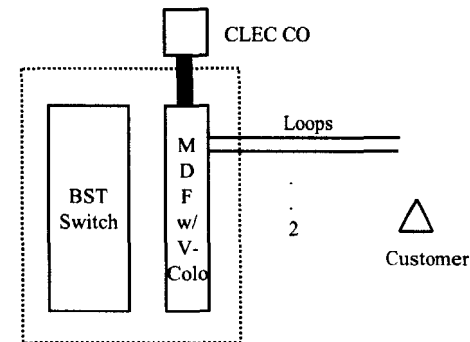 CLEC CO
Loops
M
D
F
w/
V-
Colo
BST
Switch
.
.
2
Customer